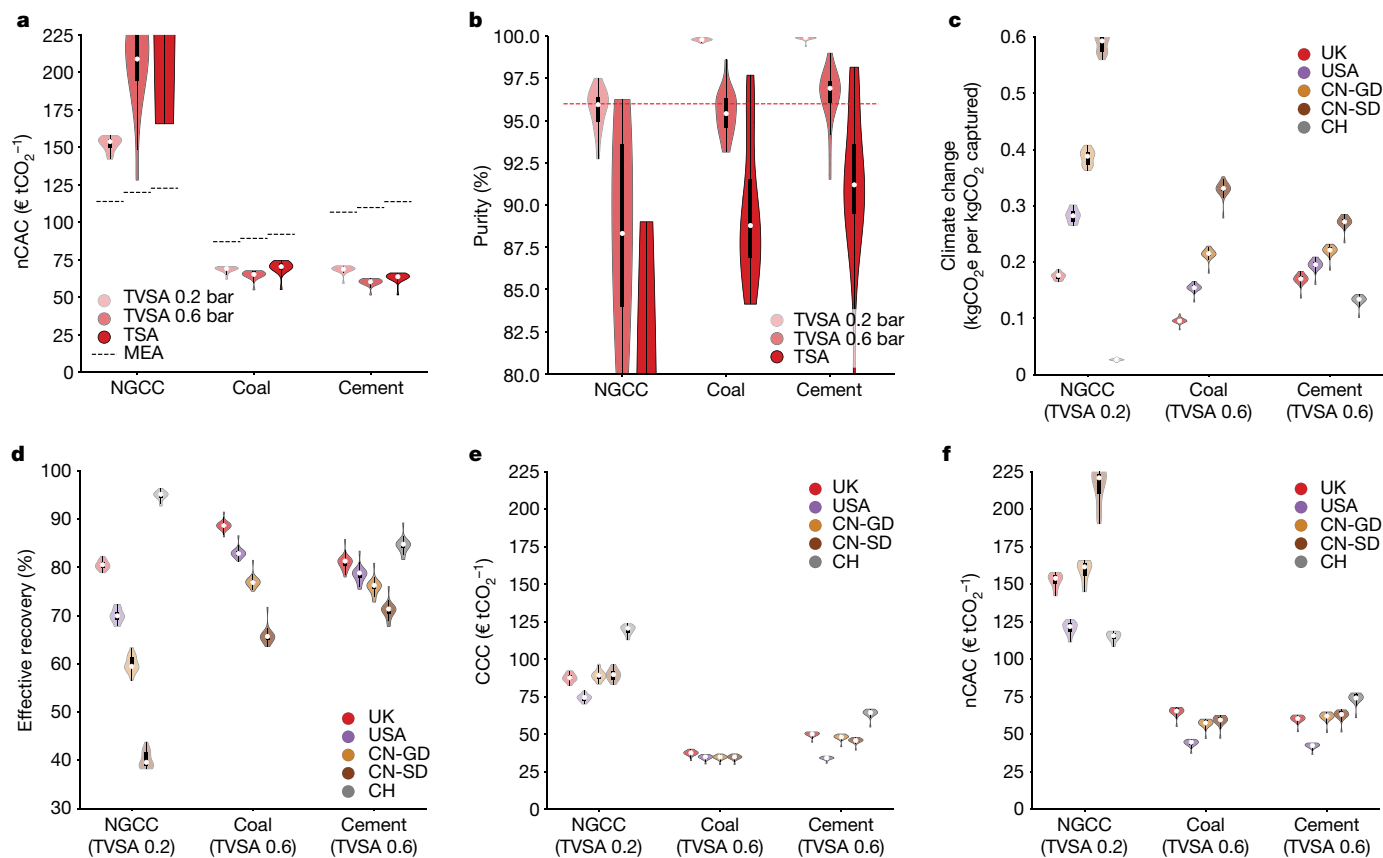 a
nCAC (€ tCO₂⁻¹)
225
200
175
150
125
100
75
50
25
0
TVSA 0.2 bar
TVSA 0.6 bar
TSA
MEA
NGCC
Coal
Cement
b
Purity (%)
100.0
97.5
95.0
92.5
90.0
87.5
85.0
82.5
80.0
TVSA 0.2 bar
TVSA 0.6 bar
TSA
NGCC
Coal
Cement
c
Climate change
(kgCO₂e per kgCO₂ captured)
0.6
0.5
0.4
0.3
0.2
0.1
0
UK
USA
CN-GD
CN-SD
CH
NGCC
(TVSA 0.2)
Coal
(TVSA 0.6)
Cement
(TVSA 0.6)
d
Effective recovery (%)
100
90
80
70
60
50
40
30
UK
USA
CN-GD
CN-SD
CH
NGCC
(TVSA 0.2)
Coal
(TVSA 0.6)
Cement
(TVSA 0.6)
e
CCC (€ tCO₂⁻¹)
225
200
175
150
125
100
75
50
25
0
UK
USA
CN-GD
CN-SD
CH
NGCC
(TVSA 0.2)
Coal
(TVSA 0.6)
Cement
(TVSA 0.6)
f
nCAC (€ tCO₂⁻¹)
225
200
175
150
125
100
75
50
25
0
UK
USA
CN-GD
CN-SD
CH
NGCC
(TVSA 0.2)
Coal
(TVSA 0.6)
Cement
(TVSA 0.6)